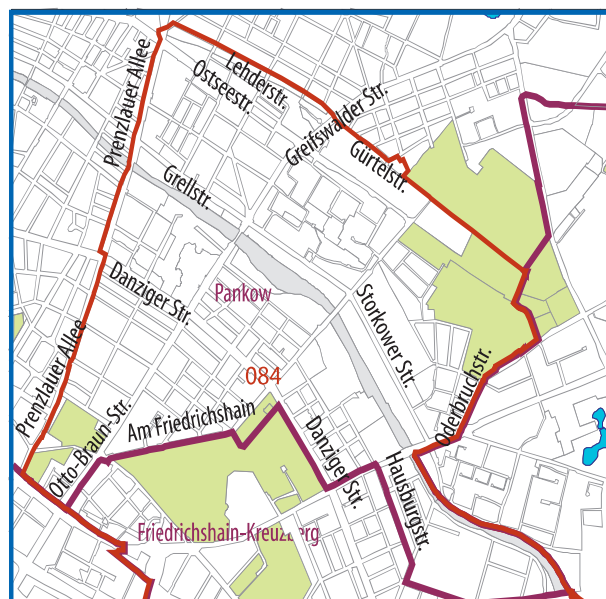 Prenzlauer Allee
Lehderstr.
Ostseestr.
Greifswalder Str.
Gürtelstr.
Grellstr.
Danziger Str.
Pankow
Storkower Str.
Prenzlauer Allee
084
Oderbruchstr.
Otto-Braun-Str.
Am Friedrichshain
Danziger Str.
Hausburgstr.
Friedrichshain-Kreuzberg